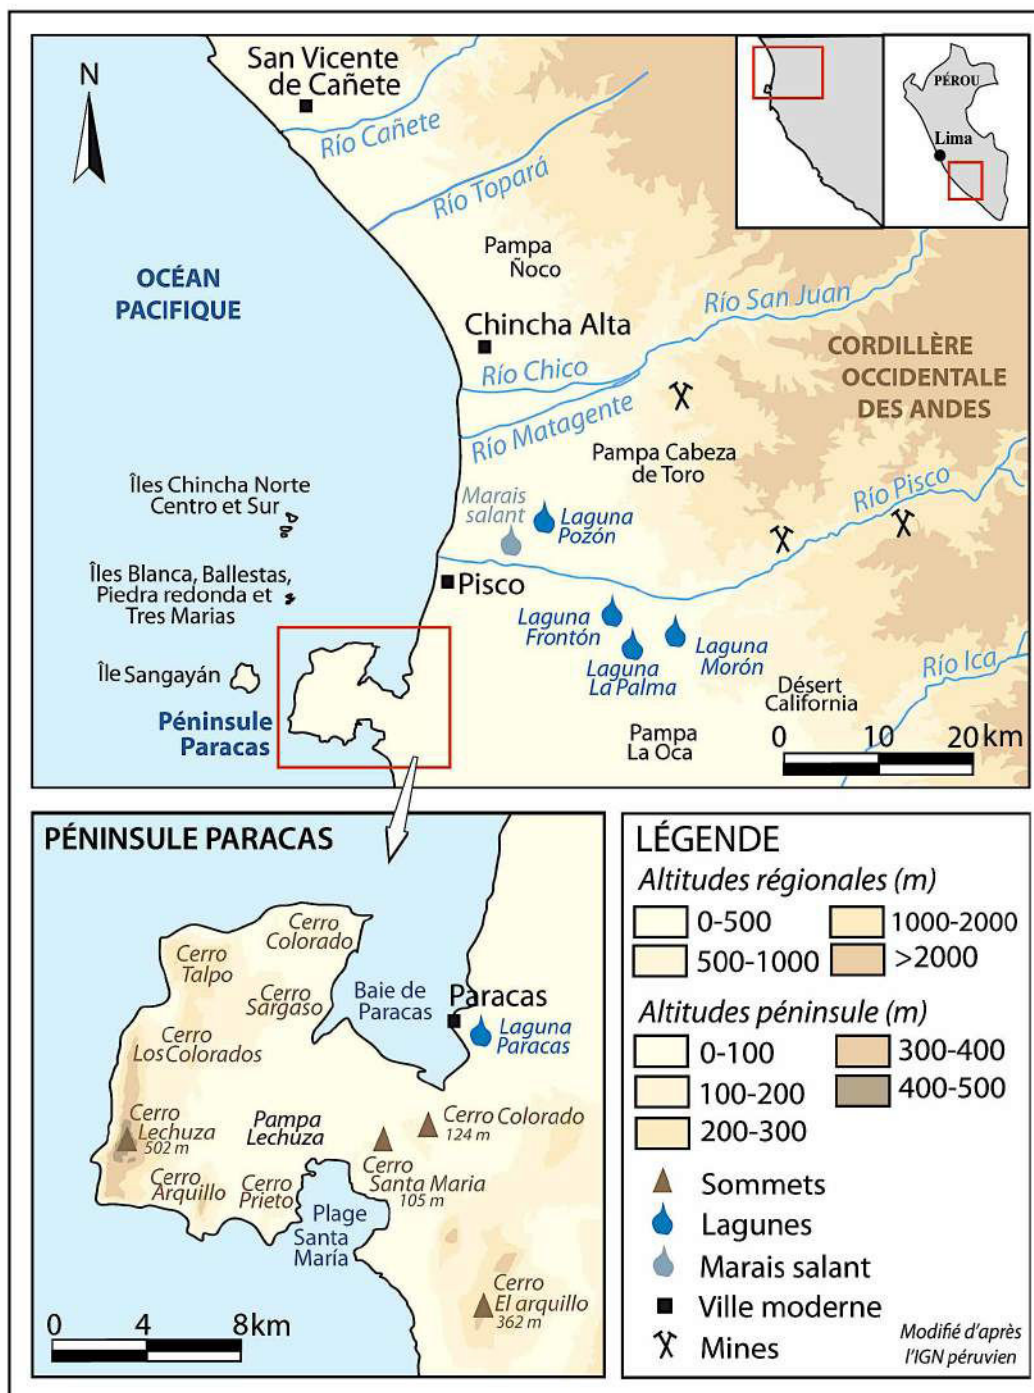 N
San Vicente
de Cañete
Río Cañete
Río Topará
PÉROU
Lima
OCÉAN
PACIFIQUE
Pampa
Ñoco
Río San Juan
Chincha Alta
CORDILLÈRE
OCCIDENTALE
DES ANDES
Río Chico
Río Matagente
Pampa Cabeza
de Toro
Îles Chincha Norte
Centro et Sur
Marais
salant
Laguna
Pozón
Río Pisco
Îles Blanca, Ballestas,
Piedra redonda et
Tres Marias
Pisco
Laguna
Frontón
Laguna
La Palma
Laguna
Morón
Île Sangayán
Río Ica
Péninsule
Paracas
Désert
California
Pampa
La Oca
0 10 20 km
PÉNINSULE PARACAS
Cerro
Colorado
Cerro
Talpo
Cerro
Sargaso
Baie de
Paracas
Paracas
Laguna
Paracas
Cerro
Los Colorados
Cerro
Lechuza
502 m
Pampa
Lechuza
Cerro Colorado
124 m
Cerro
Santa Maria
105 m
Cerro
Arquillo
Cerro
Prieto
Plage
Santa
María
Cerro
El arquillo
362 m
0 4 8 km
LÉGENDE
Altitudes régionales (m)
0-500
1000-2000
500-1000
>2000
Altitudes péninsule (m)
0-100
300-400
100-200
400-500
200-300
Sommets
Lagunes
Marais salant
Ville moderne
Mines
Modifié d'après
l'IGN péruvien